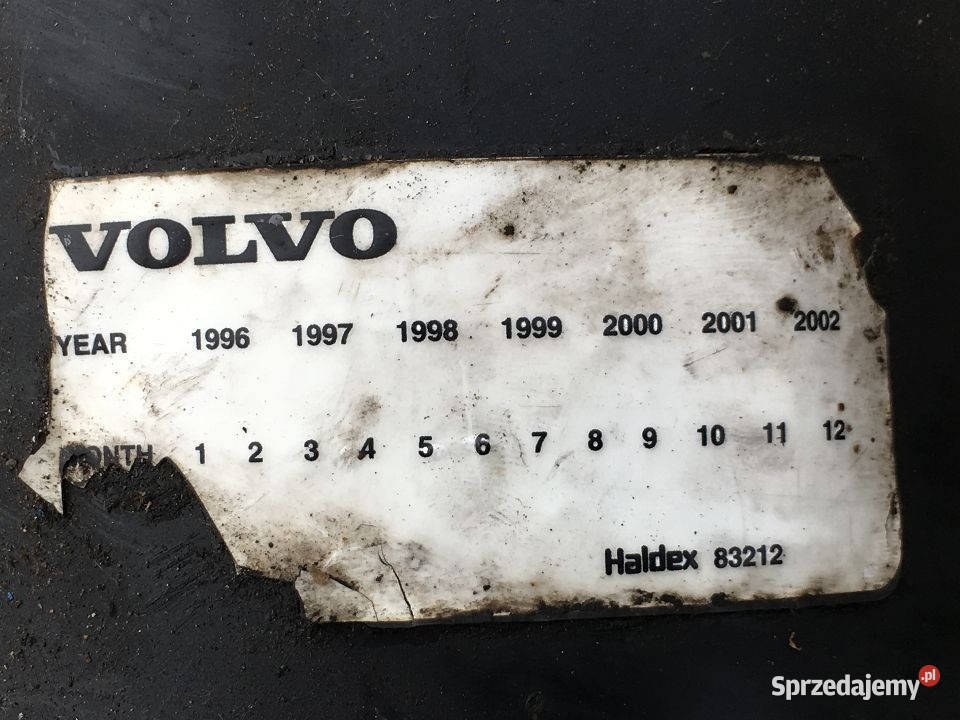 VOLVO
YEAR 1996 1997 1998 1999 2000 2001 2002
MONTH 1 2 3 4 5 6 7 8 9 10 11 12
Haldex 83212
Sprzedajemy.pl